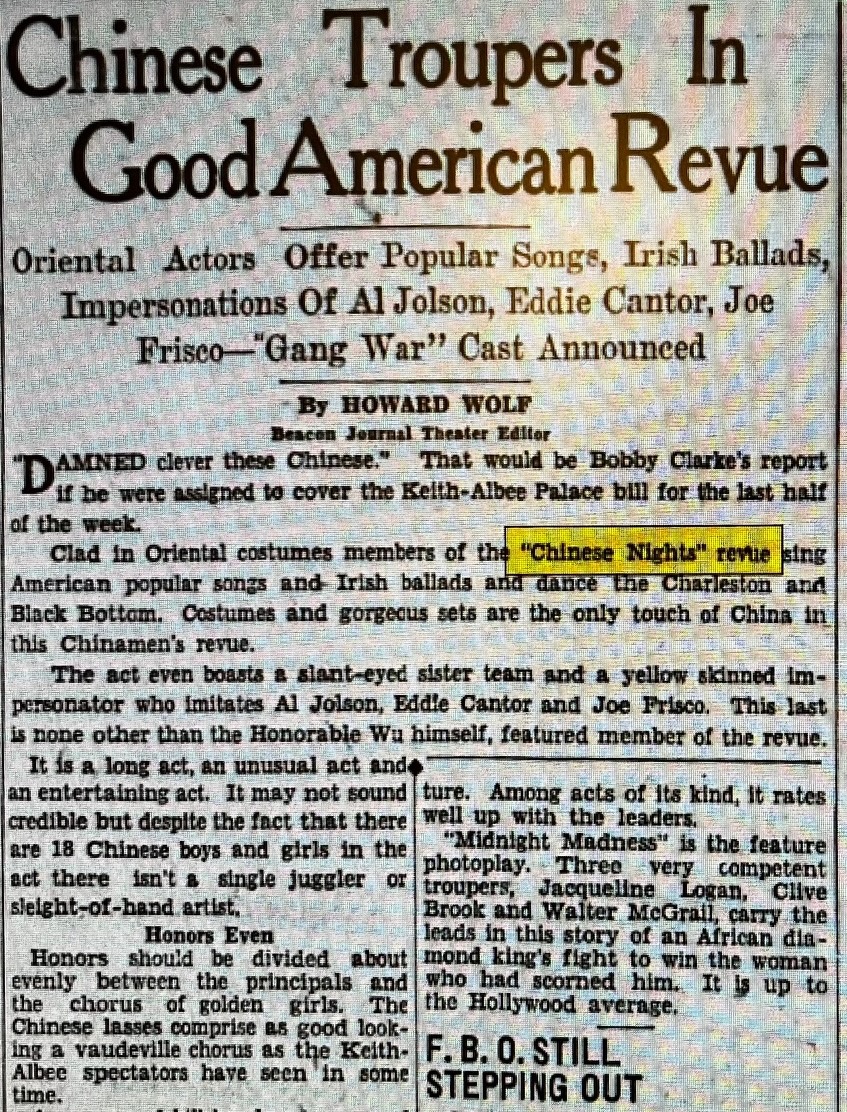 Chinese Troupers In
Good American Revue
Oriental Actors Offer Popular Songs, Irish Ballads,
Impersonations Of Al Jolson, Eddie Cantor, Joe
Frisco—"Gang War" Cast Announced
By HOWARD WOLF
Beacon Journal Theater Editor
"DAMNED clever these Chinese." That would be Bobby Clarke's report
if he were assigned to cover the Keith-Albee Palace bill for the last half
of the week.
Clad in Oriental costumes members of the "Chinese Nights" revue sing
American popular songs and Irish ballads and dance the Charleston and
Black Bottom. Costumes and gorgeous sets are the only touch of China in
this Chinamen's revue.
The act even boasts a slant-eyed sister team and a yellow skinned im-
personator who imitates Al Jolson, Eddie Cantor and Joe Frisco. This last
is none other than the Honorable Wu himself, featured member of the revue.
It is a long act, an unusual act and
an entertaining act. It may not sound
credible but despite the fact that there
are 18 Chinese boys and girls in the
act there isn't a single juggler or
sleight-of-hand artist.
Honors Even
Honors should be divided about
evenly between the principals and
the chorus of golden girls. The
Chinese lasses comprise as good look-
ing a vaudeville chorus as the Keith-
Albee spectators have seen in some
time.
ture. Among acts of its kind, it rates
well up with the leaders.
"Midnight Madness" is the feature
photoplay. Three very competent
troupers, Jacqueline Logan, Clive
Brook and Walter McGrail, carry the
leads in this story of an African dia-
mond king's fight to win the woman
who had scorned him. It is up to
the Hollywood average.
F. B. O. STILL
STEPPING OUT